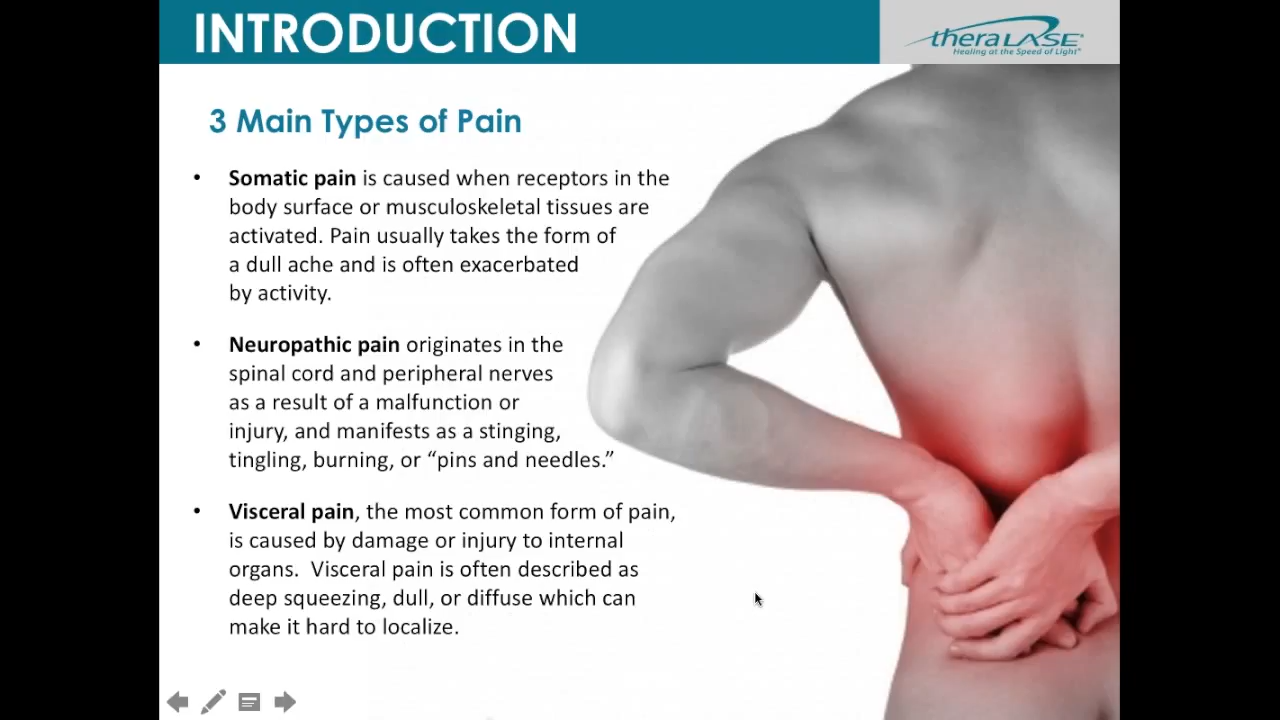 INTRODUCTION
theraLASE®
Healing at the Speed of Light®
3 Main Types of Pain
• Somatic pain is caused when receptors in the
body surface or musculoskeletal tissues are
activated. Pain usually takes the form of
a dull ache and is often exacerbated
by activity.
• Neuropathic pain originates in the
spinal cord and peripheral nerves
as a result of a malfunction or
injury, and manifests as a stinging,
tingling, burning, or “pins and needles.”
• Visceral pain, the most common form of pain,
is caused by damage or injury to internal
organs.  Visceral pain is often described as
deep squeezing, dull, or diffuse which can
make it hard to localize.